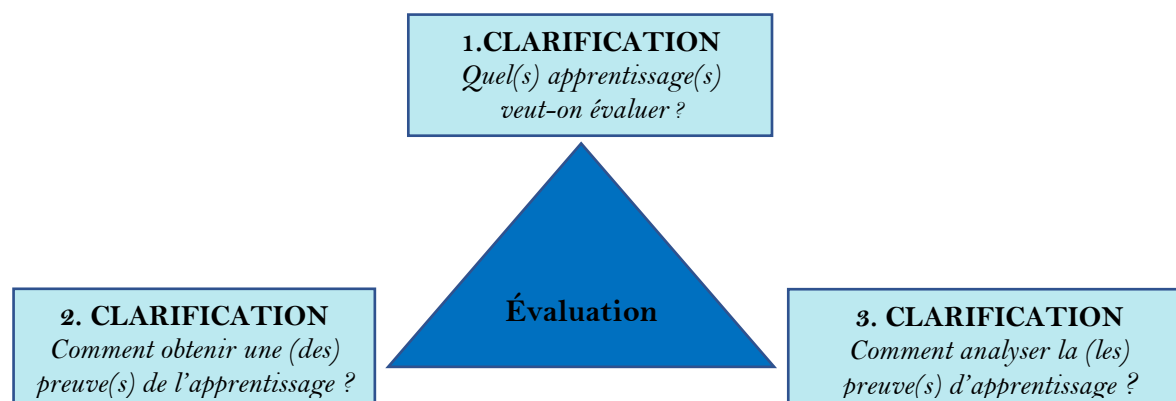 1.CLARIFICATION
Quel(s) apprentissage(s)
veut-on évaluer ?
Évaluation
2. CLARIFICATION
Comment obtenir une (des)
preuve(s) de l'apprentissage ?
3. CLARIFICATION
Comment analyser la (les)
preuve(s) d'apprentissage ?